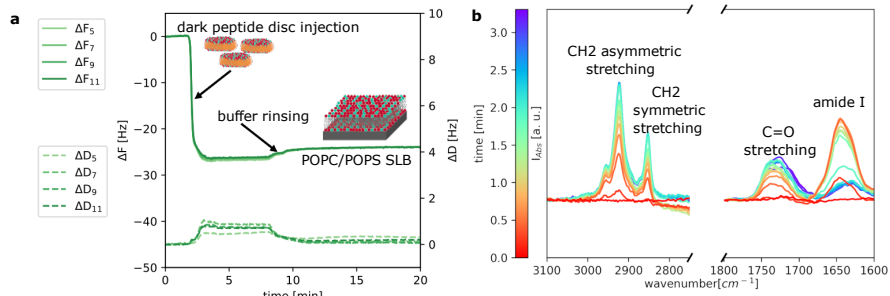 a
ΔF5
ΔF7
ΔF9
ΔF11
ΔD5
ΔD7
ΔD9
ΔD11
dark peptide disc injection
buffer rinsing
POPC/POPS SLB
ΔF [Hz]
0
−10
−20
−30
−40
−50
ΔD [Hz]
10
8
6
4
2
0
0 5 10 15 20
time [min]
b
time [min]
3.0
2.5
2.0
1.5
1.0
0.5
0.0
IAbs [a. u.]
CH2 asymmetric
stretching
CH2
symmetric
stretching
C=O
stretching
amide I
3100 3000 2900 2800 1800 1700 1600
wavenumber[cm−1]